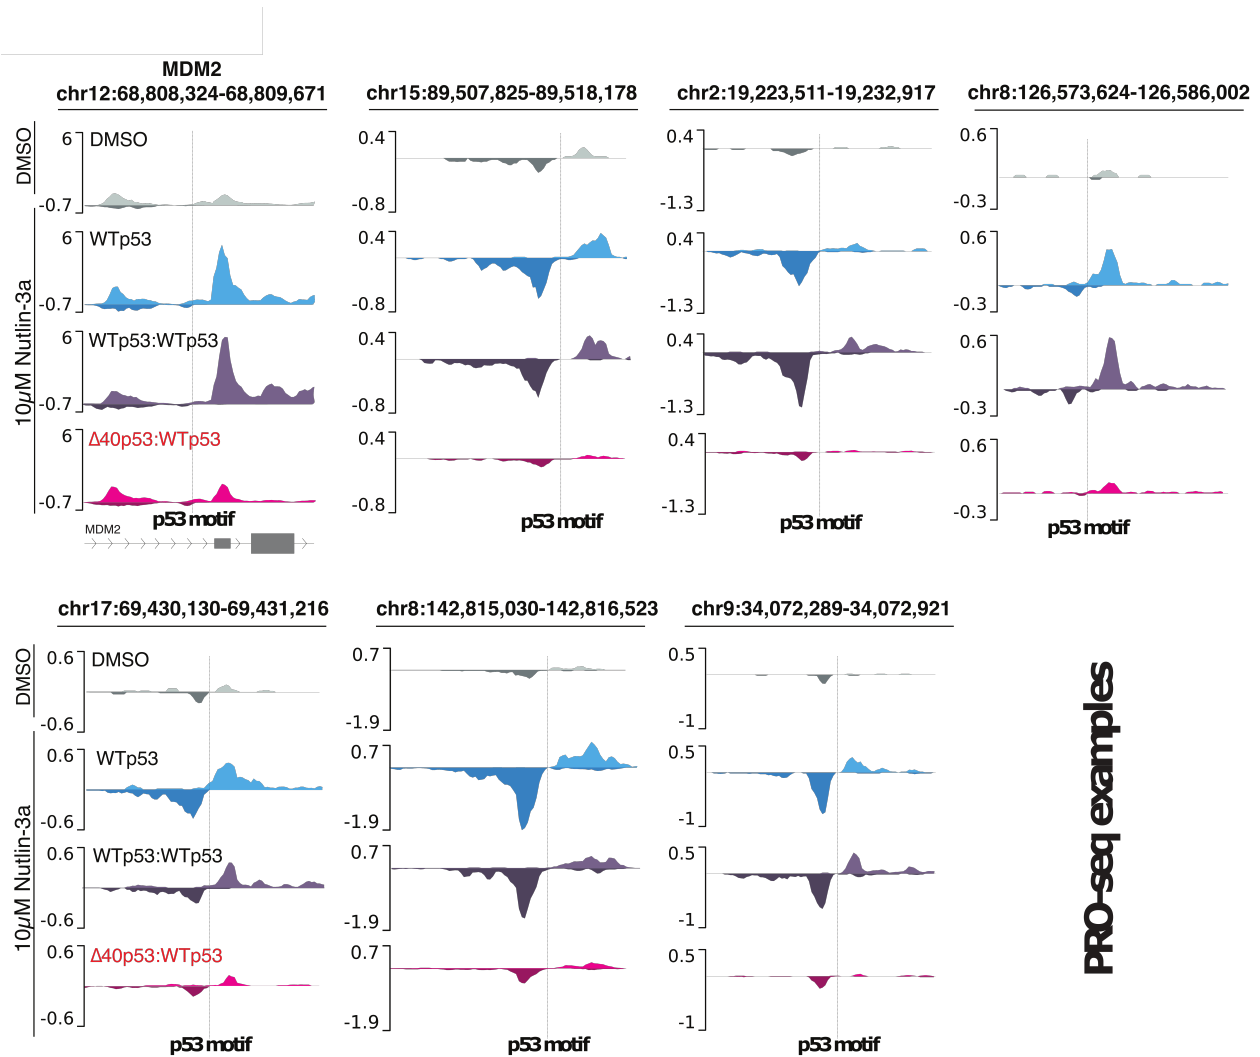 MDM2
chr12:68,808,324-68,809,671
chr15:89,507,825-89,518,178
chr2:19,223,511-19,232,917
chr8:126,573,624-126,586,002
DMSO
10µM Nutlin-3a
6
DMSO
-0.7
6
WTp53
-0.7
6
WTp53:WTp53
-0.7
6
Δ40p53:WTp53
-0.7
p53 motif
MDM2
0.4
-0.8
0.4
-0.8
0.4
-0.8
0.4
-0.8
p53 motif
0.4
-1.3
0.4
-1.3
0.4
-1.3
0.4
-1.3
p53 motif
0.6
-0.3
0.6
-0.3
0.6
-0.3
0.6
-0.3
p53 motif
chr17:69,430,130-69,431,216
chr8:142,815,030-142,816,523
chr9:34,072,289-34,072,921
DMSO
10µM Nutlin-3a
0.6
DMSO
-0.6
0.6
WTp53
-0.6
0.6
WTp53:WTp53
-0.6
0.6
Δ40p53:WTp53
-0.6
p53 motif
0.7
-1.9
0.7
-1.9
0.7
-1.9
0.7
-1.9
p53 motif
0.5
-1
0.5
-1
0.5
-1
0.5
-1
p53 motif
PRO-seq examples